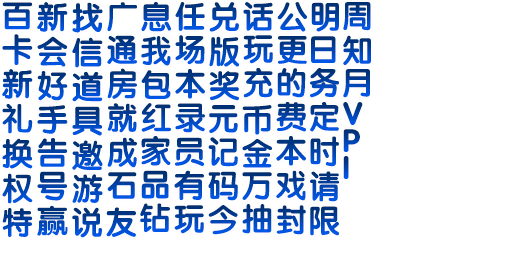 百新找广息任兑话公明周
卡会信通我场版玩更日知
新好道房包本奖充的务月
礼手具就红录元币费定V
换告邀成家员记金本时P
权号游石品有码万戏请I
特赢说友钻玩今抽封限